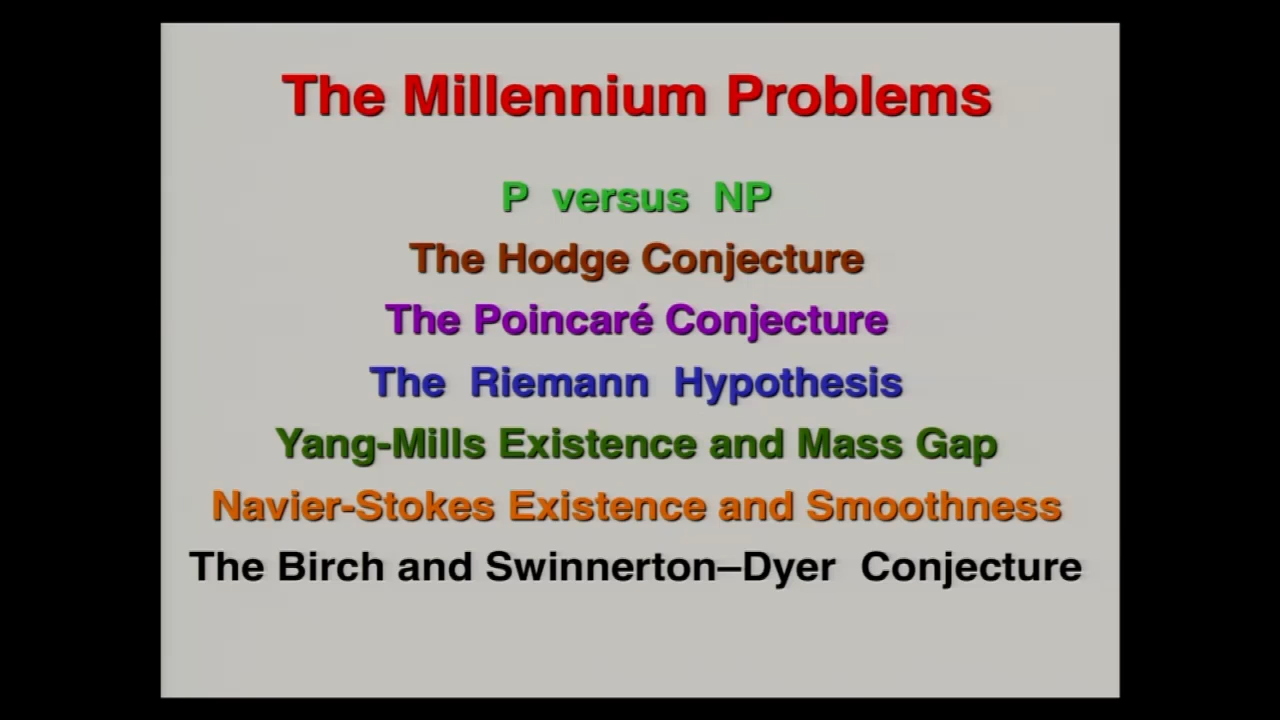 The Millennium Problems
P versus NP
The Hodge Conjecture
The Poincaré Conjecture
The Riemann Hypothesis
Yang-Mills Existence and Mass Gap
Navier-Stokes Existence and Smoothness
The Birch and Swinnerton–Dyer Conjecture